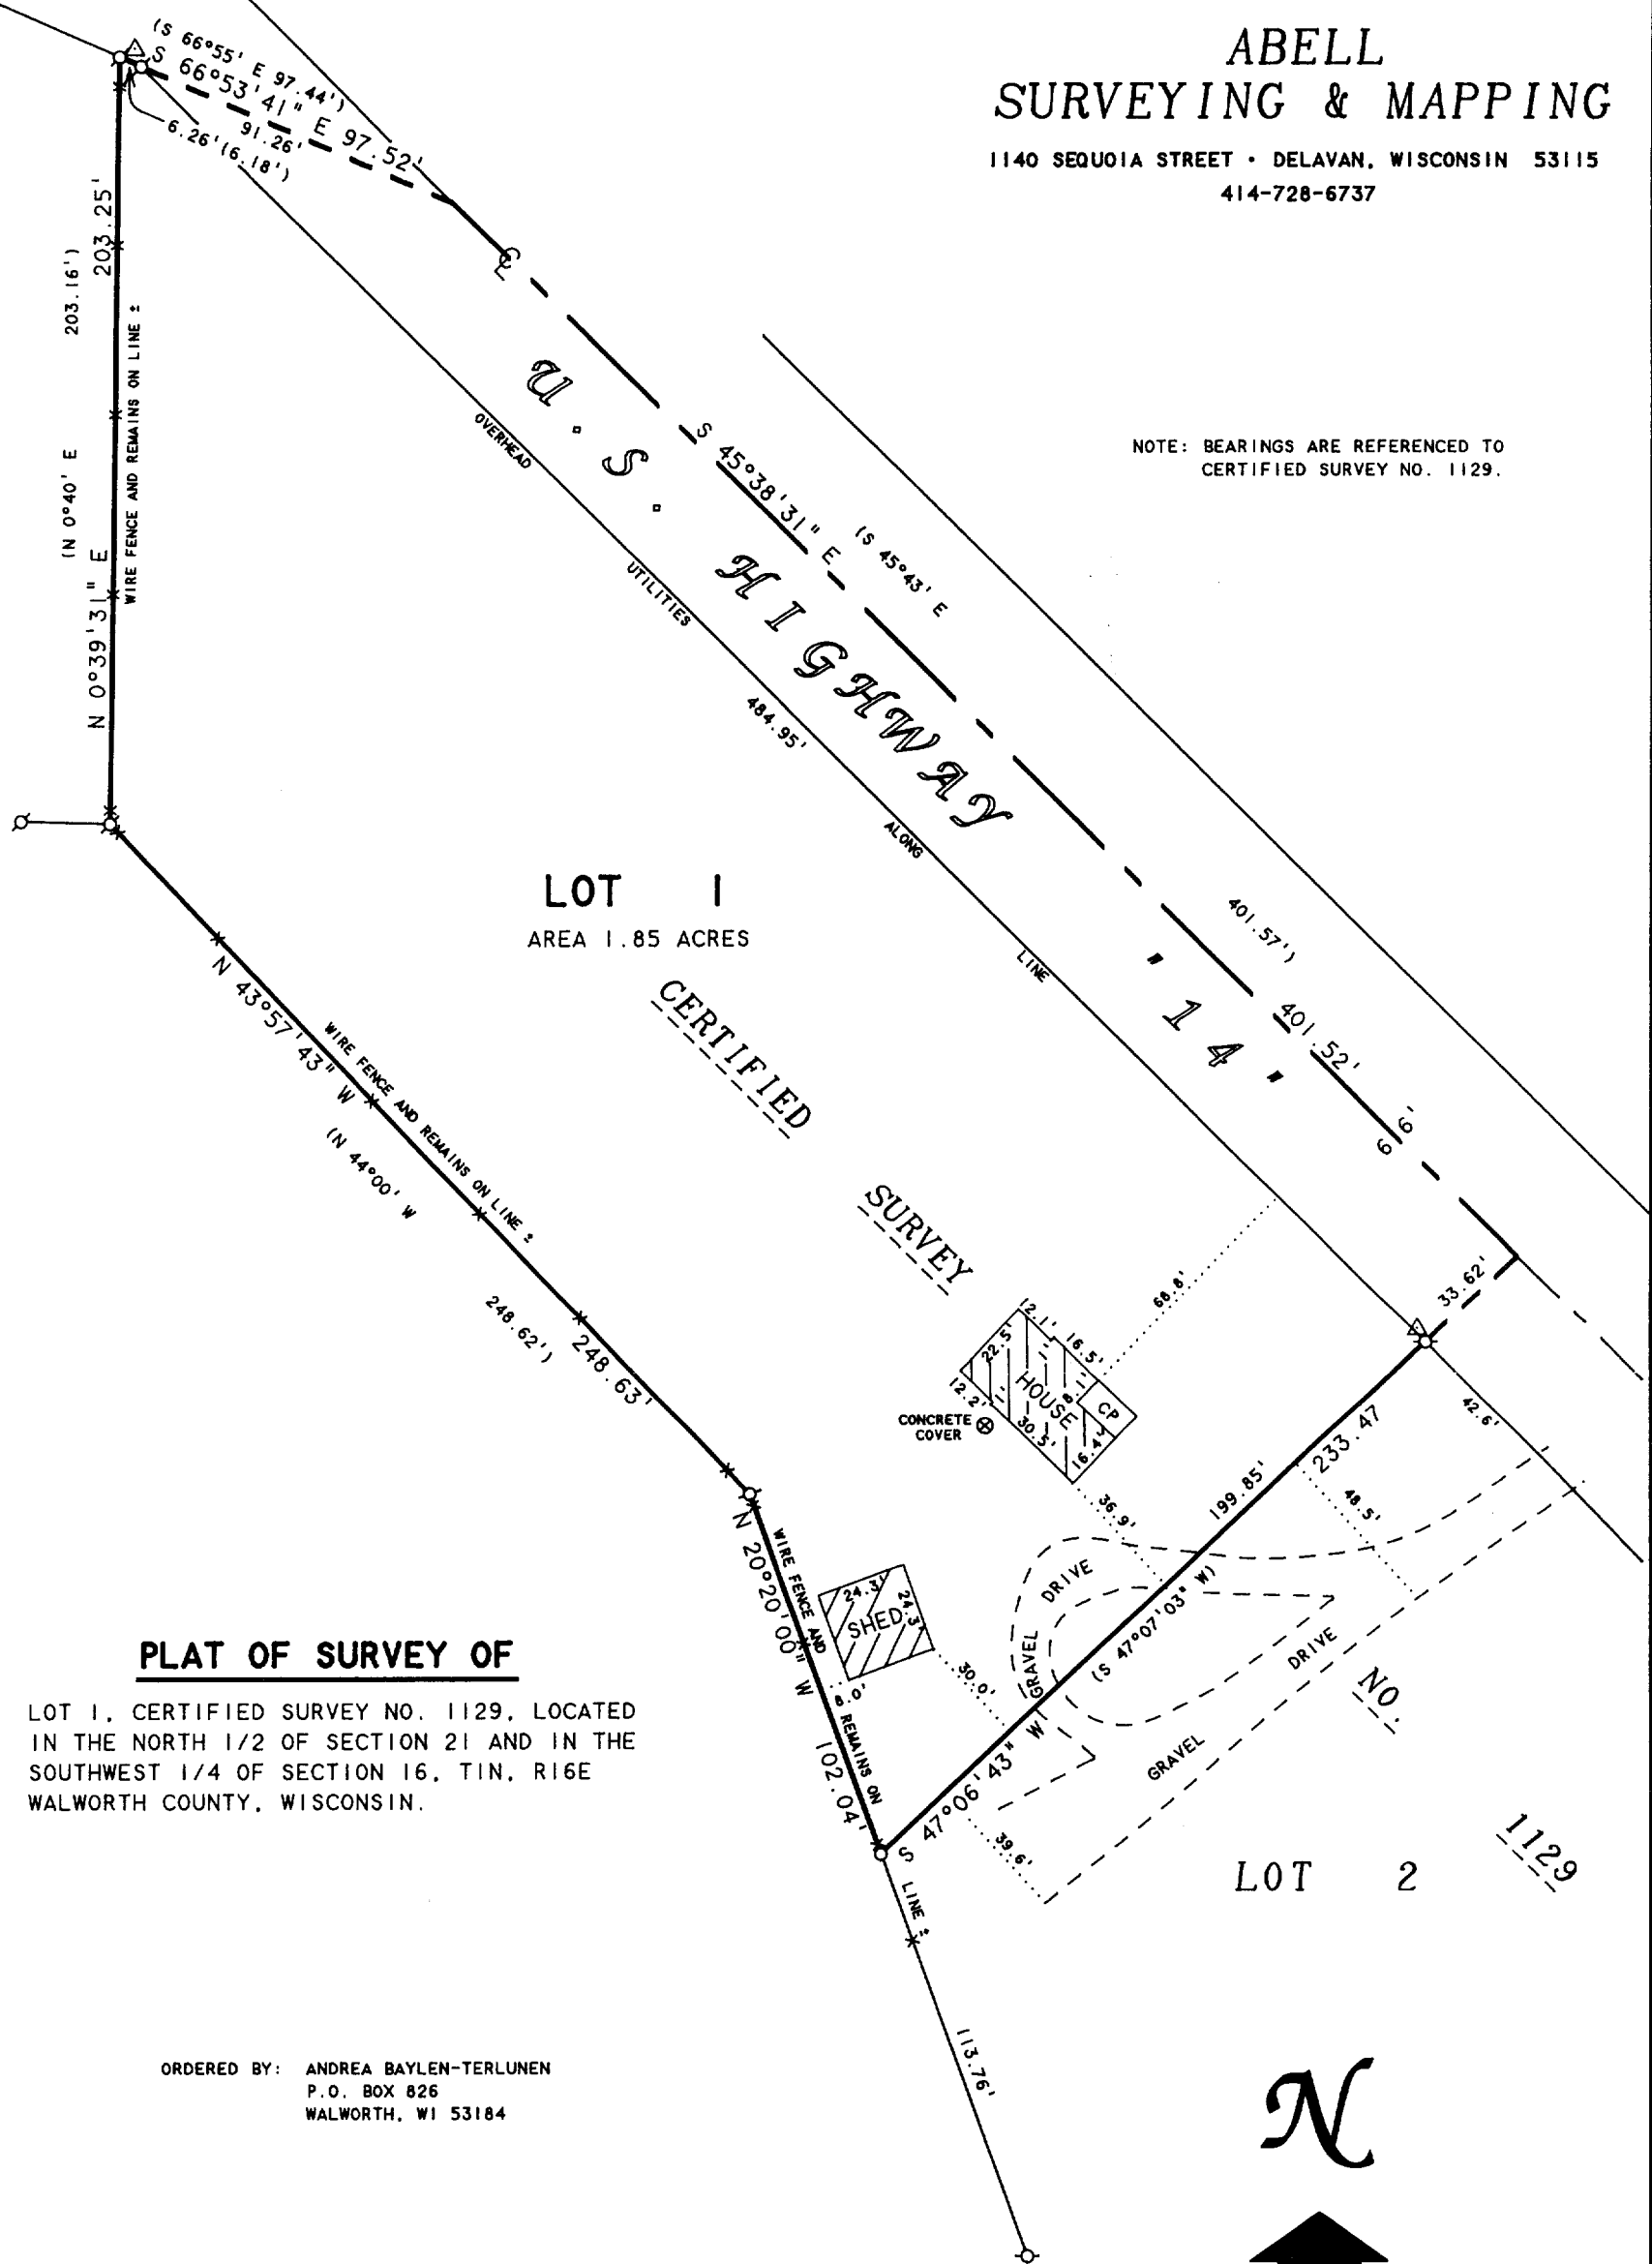 ABELL
SURVEYING & MAPPING
1140 SEQUOIA STREET • DELAVAN, WISCONSIN 53115
414-728-6737
(S 66°55' E 97.44')
S 66°53'41" E 97.52'
91.26'
6.26'(6.18')
203.25'
203.16')
(N 0°40' E
N 0°39'31" E
WIRE FENCE AND REMAINS ON LINE ±
℄
U.S. HIGHWAY "14"
S 45°38'31" E
(S 45°43' E
401.57')
401.52'
66'
OVERHEAD
UTILITIES
484.95'
ALONG
LINE
NOTE: BEARINGS ARE REFERENCED TO
CERTIFIED SURVEY NO. 1129.
LOT 1
AREA 1.85 ACRES
CERTIFIED
SURVEY
NO.
1129
N 43°57'43" W
WIRE FENCE AND REMAINS ON LINE ±
(N 44°00' W
248.62')
248.63'
33.62'
68.8'
12.1'
16.5'
22.5'
12.2'
HOUSE
8.1'
CP
30.5'
16.4'
CONCRETE
COVER
42.6'
233.47
199.85'
48.5'
36.9'
(S 47°07'03" W)
S 47°06'43" W
N 20°20'00" W
102.04'
WIRE FENCE AND
REMAINS ON
LINE ±
24.3'
24.3'
SHED
8.0'
30.0'
GRAVEL
DRIVE
GRAVEL
DRIVE
39.6'
LOT 2
113.76'
PLAT OF SURVEY OF
LOT 1, CERTIFIED SURVEY NO. 1129, LOCATED
IN THE NORTH 1/2 OF SECTION 21 AND IN THE
SOUTHWEST 1/4 OF SECTION 16, T1N, R16E
WALWORTH COUNTY, WISCONSIN.
ORDERED BY: ANDREA BAYLEN-TERLUNEN
P.O. BOX 826
WALWORTH, WI 53184
N